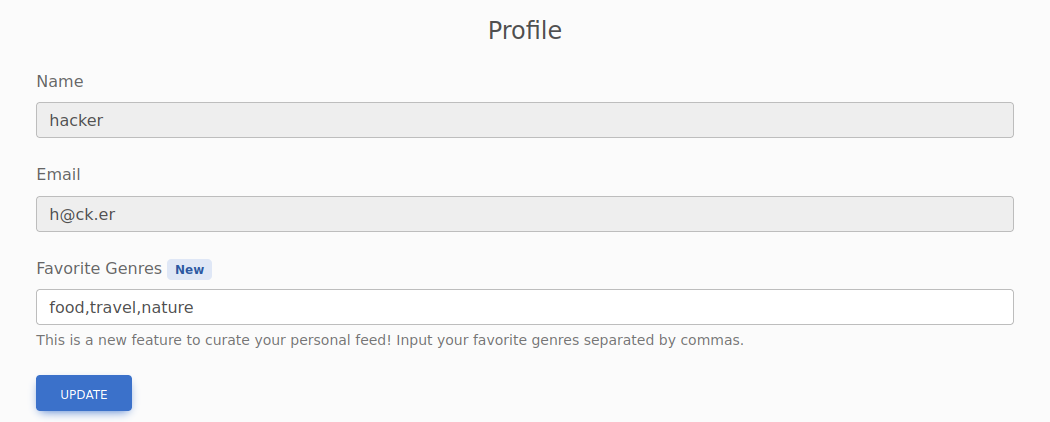 Profile
Name
hacker
Email
h@ck.er
Favorite Genres New
food,travel,nature
This is a new feature to curate your personal feed! Input your favorite genres separated by commas.
UPDATE